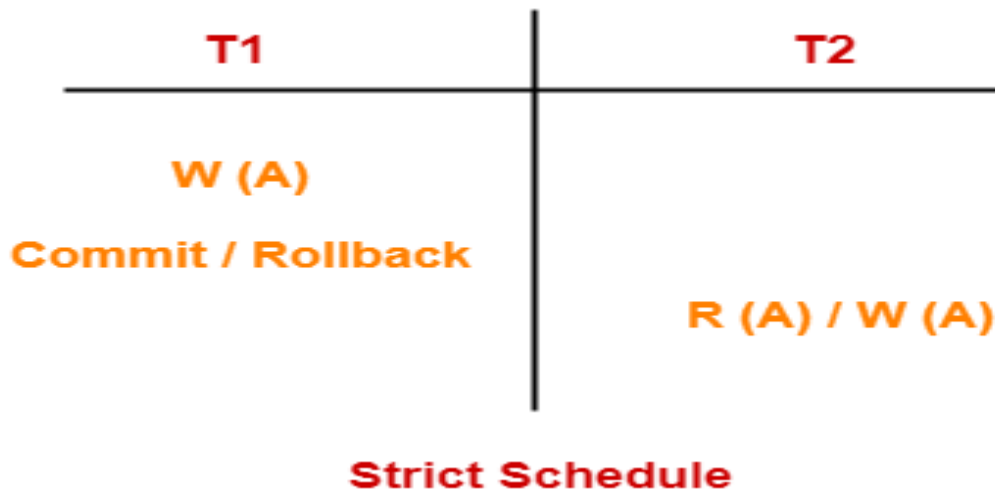 T1 T2
W (A)
Commit / Rollback
R (A) / W (A)
Strict Schedule